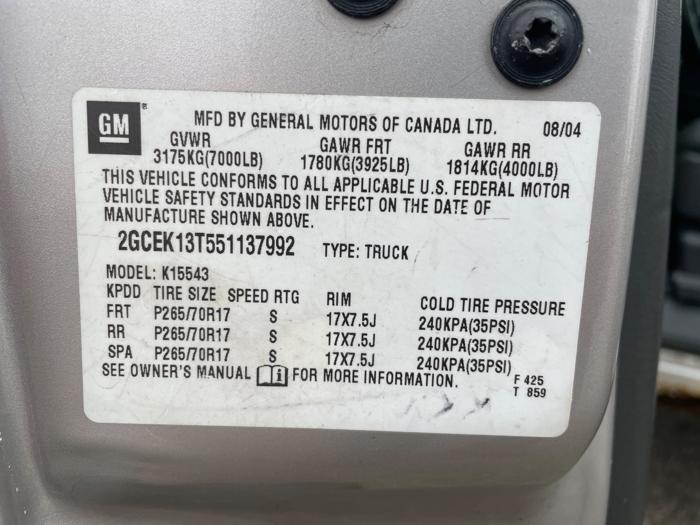 GM ® MFD BY GENERAL MOTORS OF CANADA LTD. 08/04
GVWR GAWR FRT GAWR RR
3175KG(7000LB) 1780KG(3925LB) 1814KG(4000LB)
THIS VEHICLE CONFORMS TO ALL APPLICABLE U.S. FEDERAL MOTOR
VEHICLE SAFETY STANDARDS IN EFFECT ON THE DATE OF
MANUFACTURE SHOWN ABOVE.
2GCEK13T551137992 TYPE: TRUCK
MODEL: K15543
KPDD TIRE SIZE SPEED RTG RIM COLD TIRE PRESSURE
FRT P265/70R17 S 17X7.5J 240KPA(35PSI)
RR P265/70R17 S 17X7.5J 240KPA(35PSI)
SPA P265/70R17 S 17X7.5J 240KPA(35PSI)
SEE OWNER'S MANUAL i FOR MORE INFORMATION. F 425
T 859